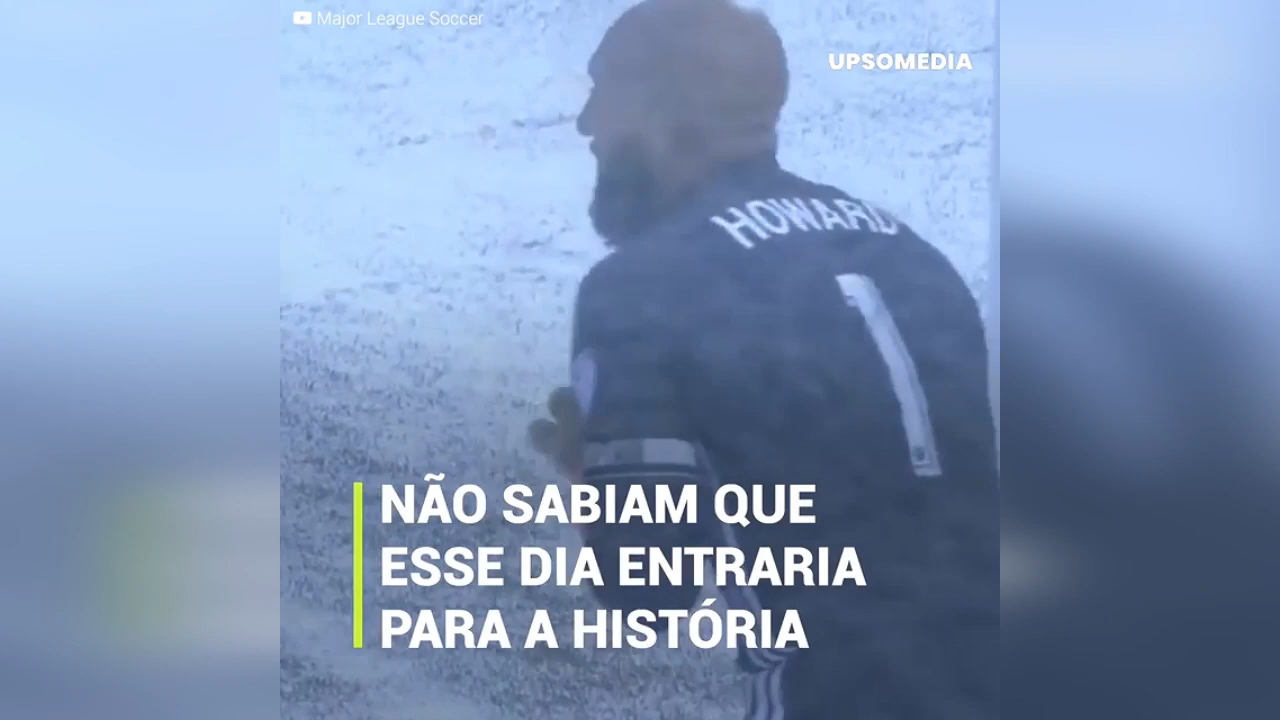 Major League Soccer
UPSOMEDIA
HOWARD
1
NÃO SABIAM QUE
ESSE DIA ENTRARIA
PARA A HISTÓRIA